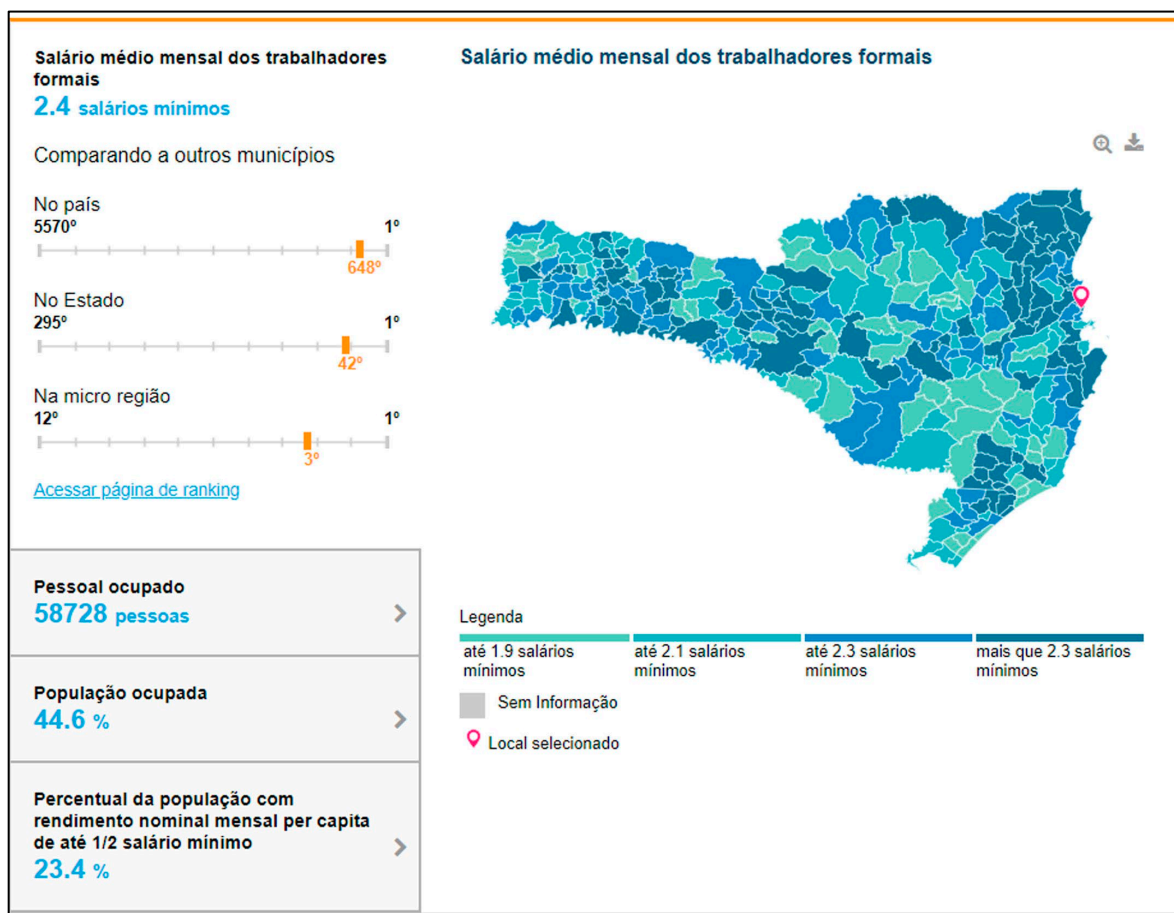 Salário médio mensal dos trabalhadores
formais
2.4 salários mínimos
Comparando a outros municípios
No país
5570º 1º
648º
No Estado
295º 1º
42º
Na micro região
12º 1º
3º
Acessar página de ranking
Pessoal ocupado
58728 pessoas
População ocupada
44.6 %
Percentual da população com
rendimento nominal mensal per capita
de até 1/2 salário mínimo
23.4 %
Salário médio mensal dos trabalhadores formais
Legenda
até 1.9 salários
mínimos
até 2.1 salários
mínimos
até 2.3 salários
mínimos
mais que 2.3 salários
mínimos
Sem Informação
Local selecionado